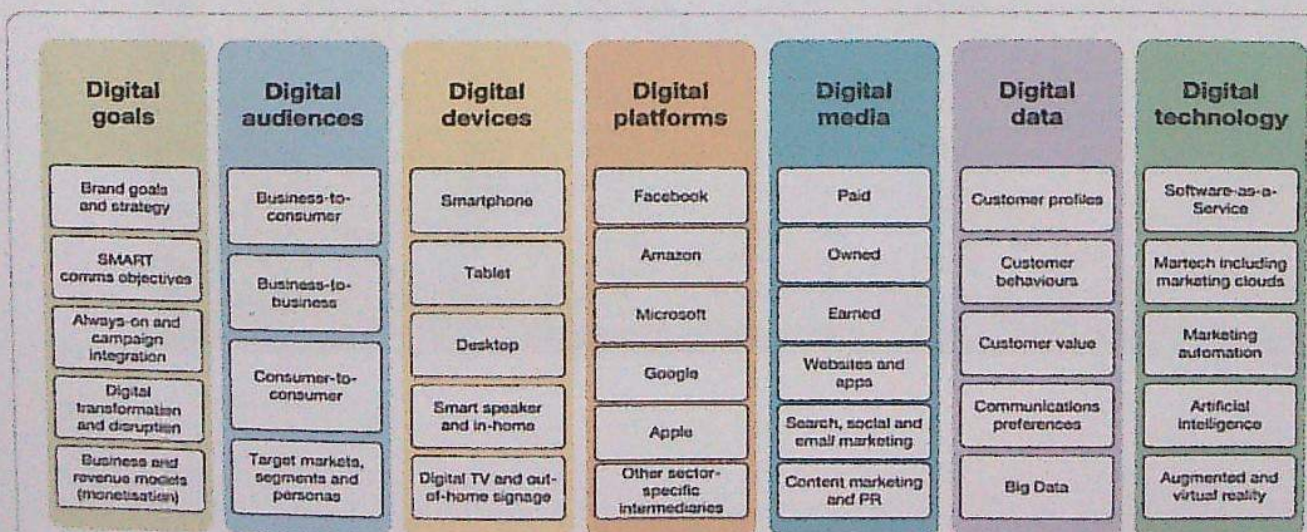 Digital
goals
Brand goals
and strategy
SMART
comms objectives
Always-on and
campaign
integration
Digital
transformation
and disruption
Business and
revenue models
(monetisation)
Digital
audiences
Business-to-
consumer
Business-to-
business
Consumer-to-
consumer
Target markets,
segments and
personas
Digital
devices
Smartphone
Tablet
Desktop
Smart speaker
and in-home
Digital TV and out-
of-home signage
Digital
platforms
Facebook
Amazon
Microsoft
Google
Apple
Other sector-
specific
intermediaries
Digital
media
Paid
Owned
Earned
Websites and
apps
Search, social and
email marketing
Content marketing
and PR
Digital
data
Customer profiles
Customer
behaviours
Customer value
Communications
preferences
Big Data
Digital
technology
Software-as-a-
Service
Martech including
marketing clouds
Marketing
automation
Artificial
intelligence
Augmented and
virtual reality